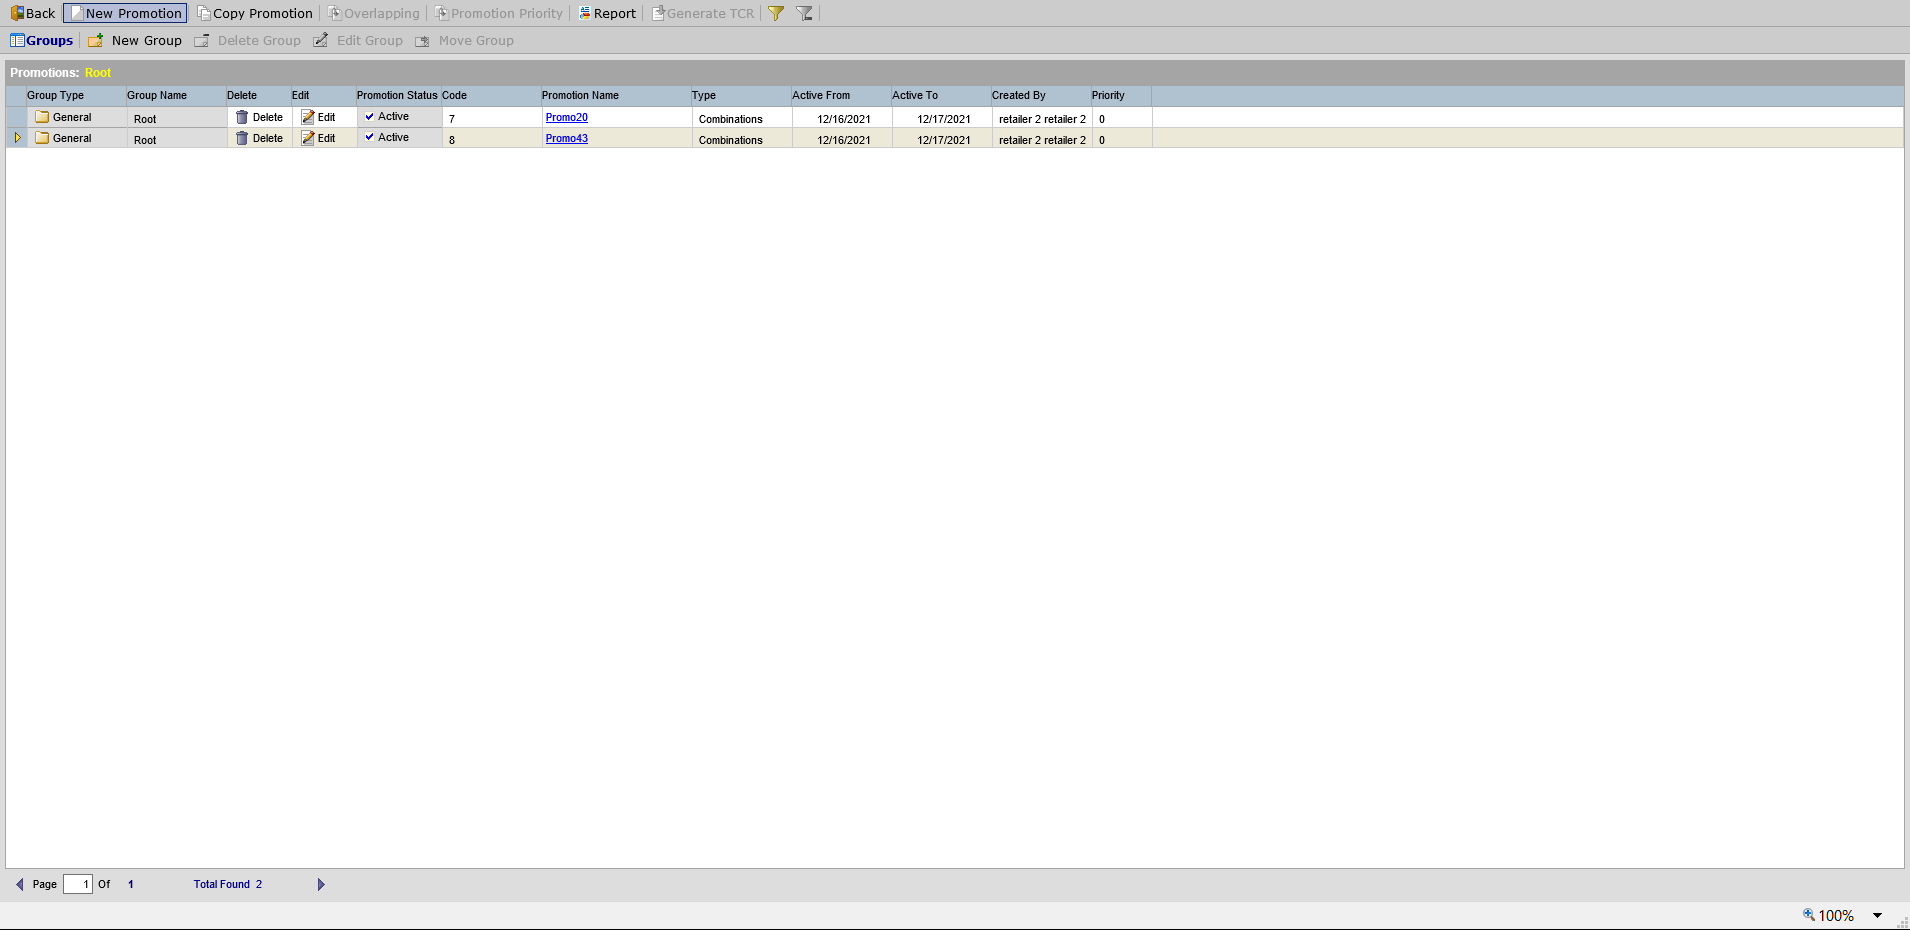 Back New Promotion Copy Promotion Overlapping Promotion Priority Report Generate TCR
Groups New Group Delete Group Edit Group Move Group
Promotions: Root
Group Type Group Name Delete Edit Promotion Status Code Promotion Name Type Active From Active To Created By Priority
General Root Delete Edit Active 7 Promo20 Combinations 12/16/2021 12/17/2021 retailer 2 retailer 2 0
General Root Delete Edit Active 8 Promo43 Combinations 12/16/2021 12/17/2021 retailer 2 retailer 2 0
Page 1 Of 1 Total Found 2
100%